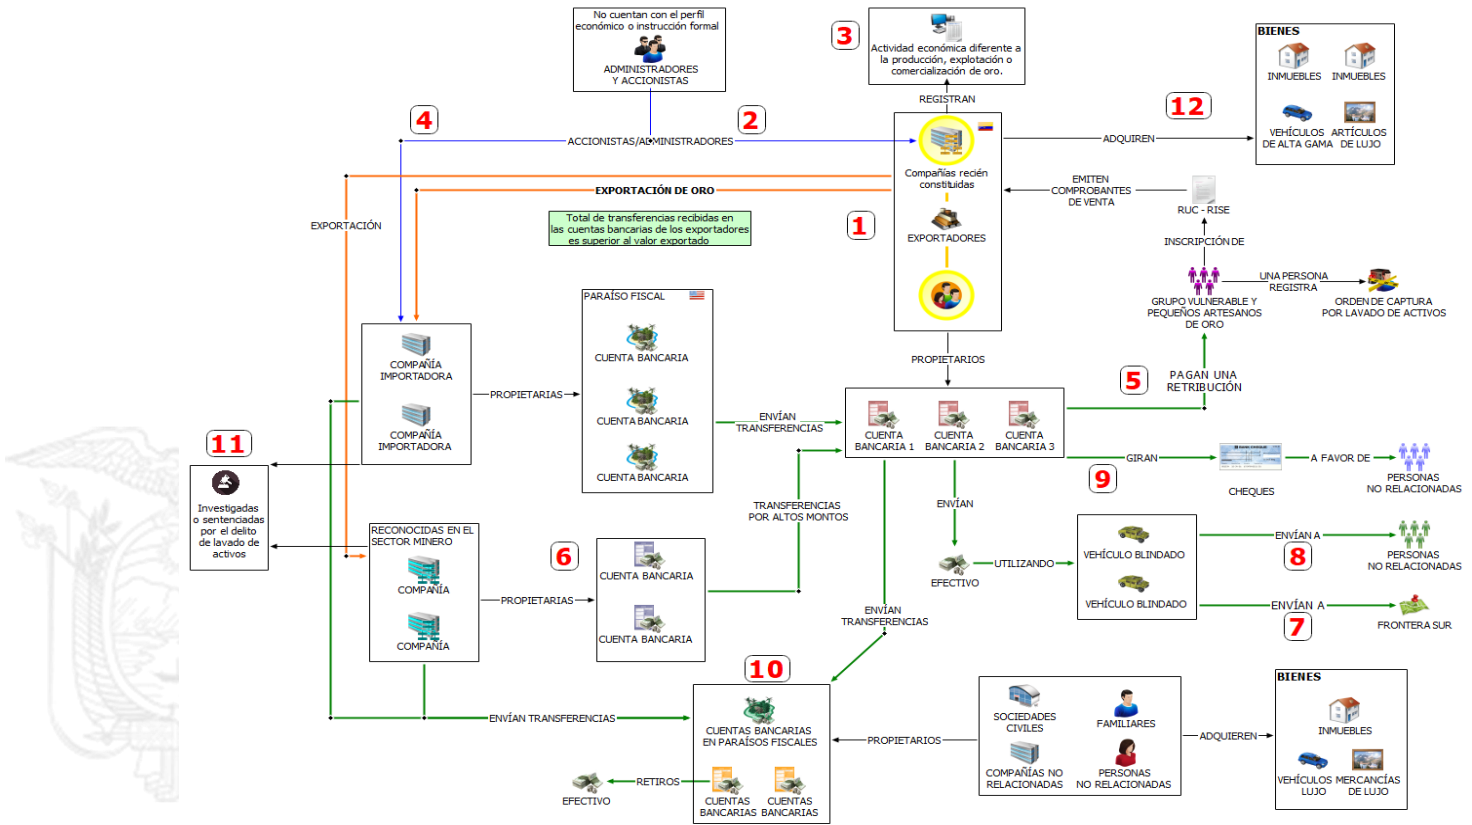 No cuentan con el perfil
económico o instrucción formal
ADMINISTRADORES
Y ACCIONISTAS
3
Actividad económica diferente a
la producción, explotación o
comercialización de oro.
REGISTRAN
12
BIENES
INMUEBLES
INMUEBLES
VEHÍCULOS
DE ALTA GAMA
ARTÍCULOS
DE LUJO
ADQUIREN
4
2
ACCIONISTAS/ADMINISTRADORES
Compañías recién
constituidas
1
EXPORTADORES
EMITEN
COMPROBANTES
DE VENTA
RUC - RISE
INSCRIPCIÓN DE
EXPORTACIÓN DE ORO
EXPORTACIÓN
Total de transferencias recibidas en
las cuentas bancarias de los exportadores
es superior al valor exportado
GRUPO VULNERABLE Y
PEQUEÑOS ARTESANOS
DE ORO
UNA PERSONA
REGISTRA
ORDEN DE CAPTURA
POR LAVADO DE ACTIVOS
PARAÍSO FISCAL
CUENTA BANCARIA
CUENTA BANCARIA
CUENTA BANCARIA
COMPAÑÍA
IMPORTADORA
COMPAÑÍA
IMPORTADORA
PROPIETARIAS
PROPIETARIOS
5
PAGAN UNA
RETRIBUCIÓN
ENVÍAN
TRANSFERENCIAS
CUENTA
BANCARIA 1
CUENTA
BANCARIA 2
CUENTA
BANCARIA 3
GIRAN
9
CHEQUES
A FAVOR DE
PERSONAS
NO RELACIONADAS
11
Investigadas
o sentenciadas
por el delito
de lavado de
activos
RECONOCIDAS EN EL
SECTOR MINERO
COMPAÑÍA
COMPAÑÍA
PROPIETARIAS
6
CUENTA BANCARIA
CUENTA BANCARIA
TRANSFERENCIAS
POR ALTOS MONTOS
ENVÍAN
EFECTIVO
UTILIZANDO
VEHÍCULO BLINDADO
VEHÍCULO BLINDADO
ENVÍAN A
8
PERSONAS
NO RELACIONADAS
ENVÍAN A
7
FRONTERA SUR
ENVÍAN
TRANSFERENCIAS
10
ENVÍAN TRANSFERENCIAS
CUENTAS BANCARIAS
EN PARAÍSOS FISCALES
CUENTAS
BANCARIAS
CUENTAS
BANCARIAS
RETIROS
EFECTIVO
PROPIETARIOS
SOCIEDADES
CIVILES
FAMILIARES
COMPAÑÍAS NO
RELACIONADAS
PERSONAS
NO RELACIONADAS
ADQUIEREN
BIENES
INMUEBLES
VEHÍCULOS
LUJO
MERCANCÍAS
DE LUJO